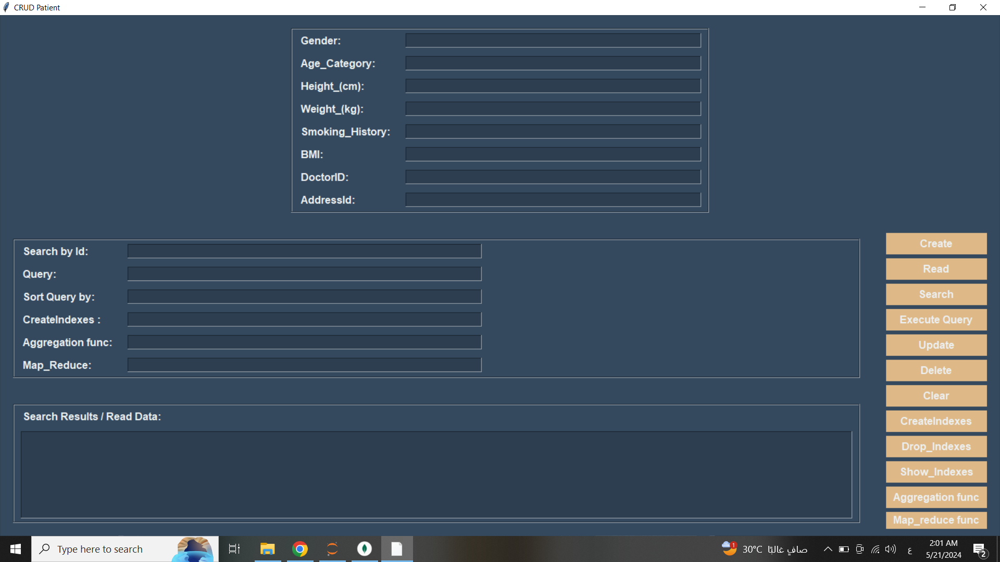 CRUD Patient
Gender:
Age_Category:
Height_(cm):
Weight_(kg):
Smoking_History:
BMI:
DoctorID:
AddressId:
Search by Id:
Query:
Sort Query by:
CreateIndexes :
Aggregation func:
Map_Reduce:
Search Results / Read Data:
Create
Read
Search
Execute Query
Update
Delete
Clear
CreateIndexes
Drop_Indexes
Show_Indexes
Aggregation func
Map_reduce func
Type here to search
1
30°C صافٍ غالبًا
ع
2:01 AM
5/21/2024
2